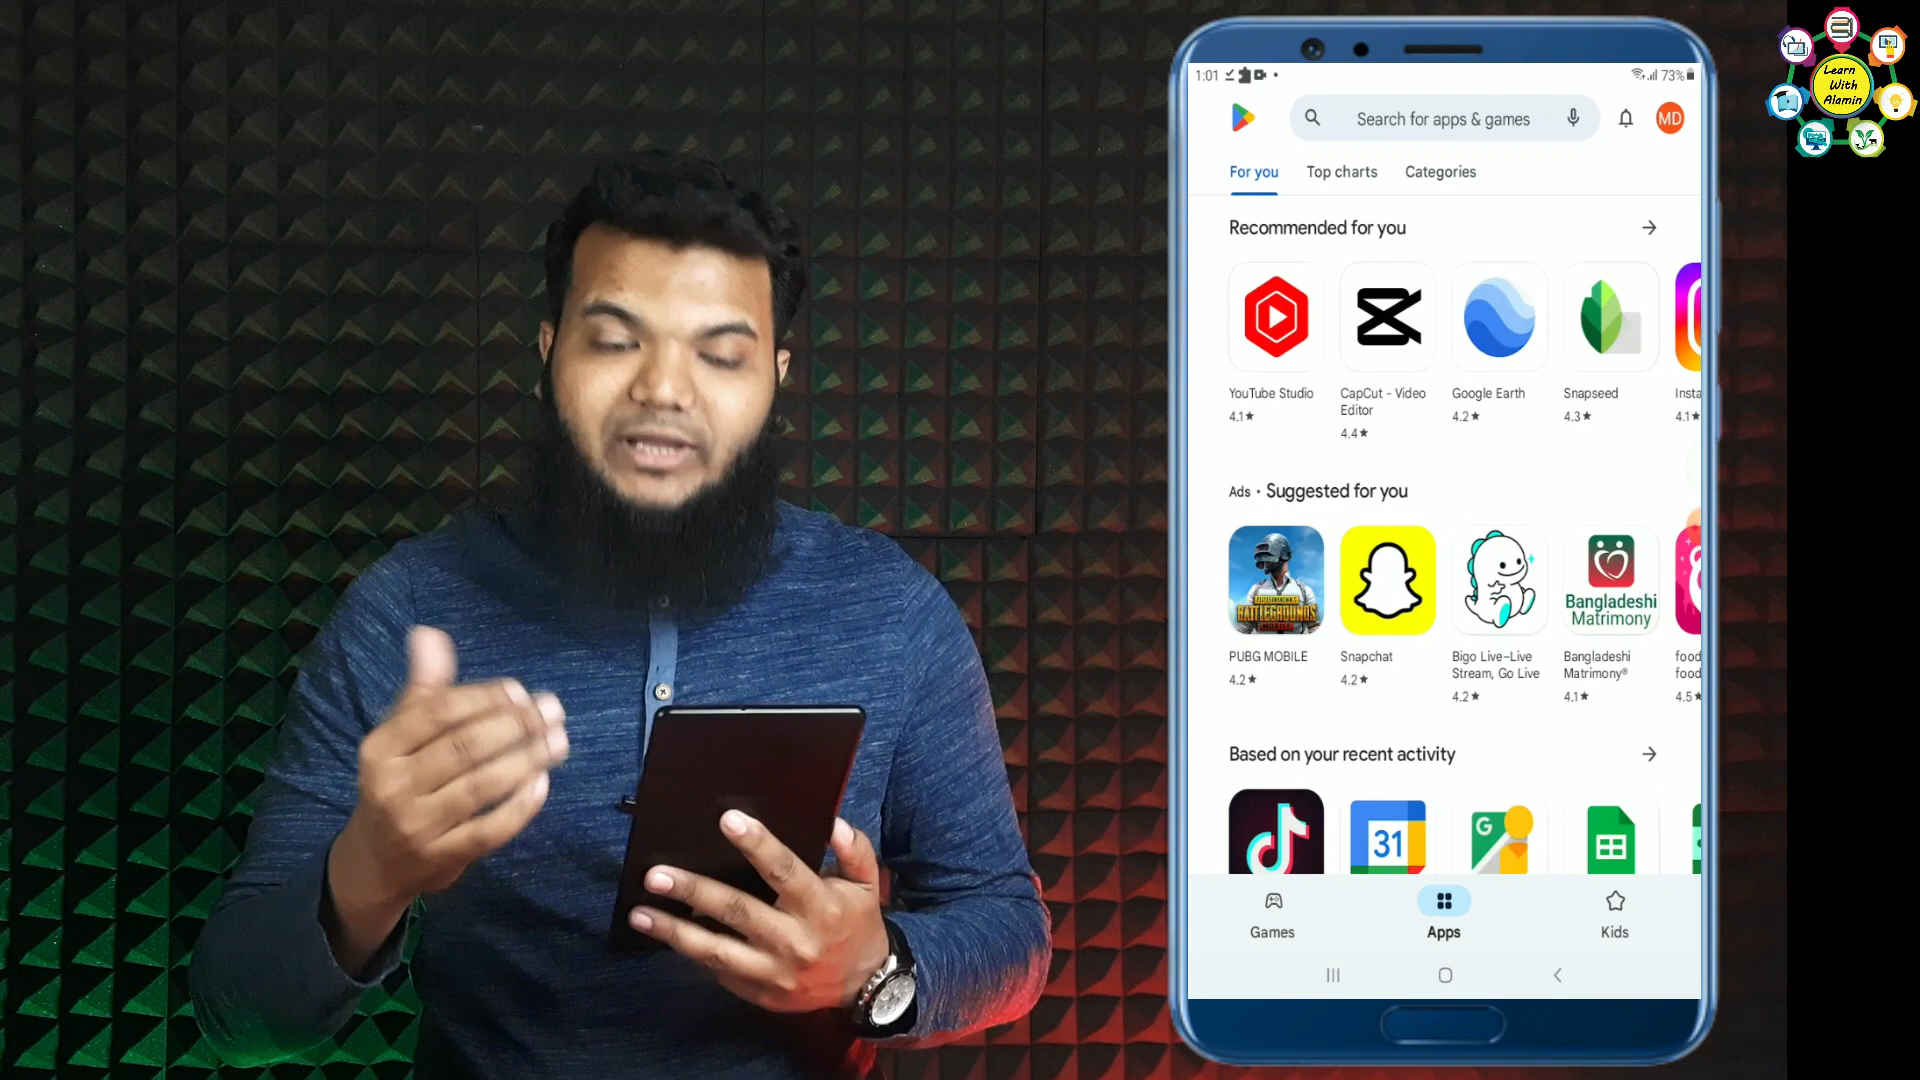 1:01
73%
Learn
With
Alamin
Search for apps & games
MD
For you
Top charts
Categories
Recommended for you
YouTube Studio
4.1★
CapCut - Video
Editor
4.4★
Google Earth
4.2★
Snapseed
4.3★
Insta
4.1★
Ads • Suggested for you
BATTLEGROUNDS
Bangladeshi
Matrimony
PUBG MOBILE
4.2★
Snapchat
4.2★
Bigo Live–Live
Stream, Go Live
4.2★
Bangladeshi
Matrimony®
4.1★
food
food
4.5★
Based on your recent activity
31
G
Games
Apps
Kids